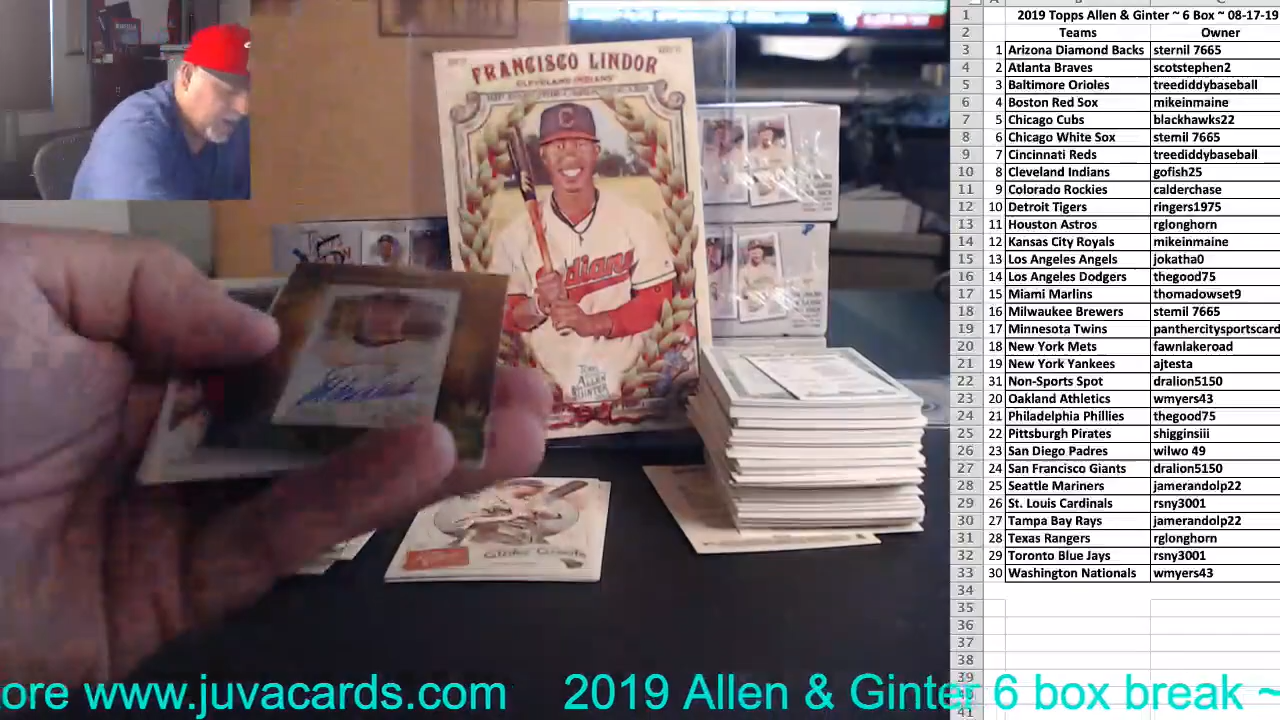 FRANCISCO LINDOR
CLEVELAND INDIANS
C
Indians
TOPPS
ALLEN
GINTER
2019 Topps Allen & Ginter ~ 6 Box ~ 08-17-19
Teams Owner
1 Arizona Diamond Backs sternil 7665
2 Atlanta Braves scotstephen2
3 Baltimore Orioles treediddybaseball
4 Boston Red Sox mikeinmaine
5 Chicago Cubs blackhawks22
6 Chicago White Sox sternil 7665
7 Cincinnati Reds treediddybaseball
8 Cleveland Indians gofish25
9 Colorado Rockies calderchase
10 Detroit Tigers ringers1975
11 Houston Astros rglonghorn
12 Kansas City Royals mikeinmaine
13 Los Angeles Angels jokatha0
14 Los Angeles Dodgers thegood75
15 Miami Marlins thomadowset9
16 Milwaukee Brewers sternil 7665
17 Minnesota Twins panthercitysportscard
18 New York Mets fawnlakeroad
19 New York Yankees ajtesta
31 Non-Sports Spot dralion5150
20 Oakland Athletics wmyers43
21 Philadelphia Phillies thegood75
22 Pittsburgh Pirates shigginsiii
23 San Diego Padres wilwo 49
24 San Francisco Giants dralion5150
25 Seattle Mariners jamerandolp22
26 St. Louis Cardinals rsny3001
27 Tampa Bay Rays jamerandolp22
28 Texas Rangers rglonghorn
29 Toronto Blue Jays rsny3001
30 Washington Nationals wmyers43
ore www.juvacards.com 2019 Allen & Ginter 6 box break ~